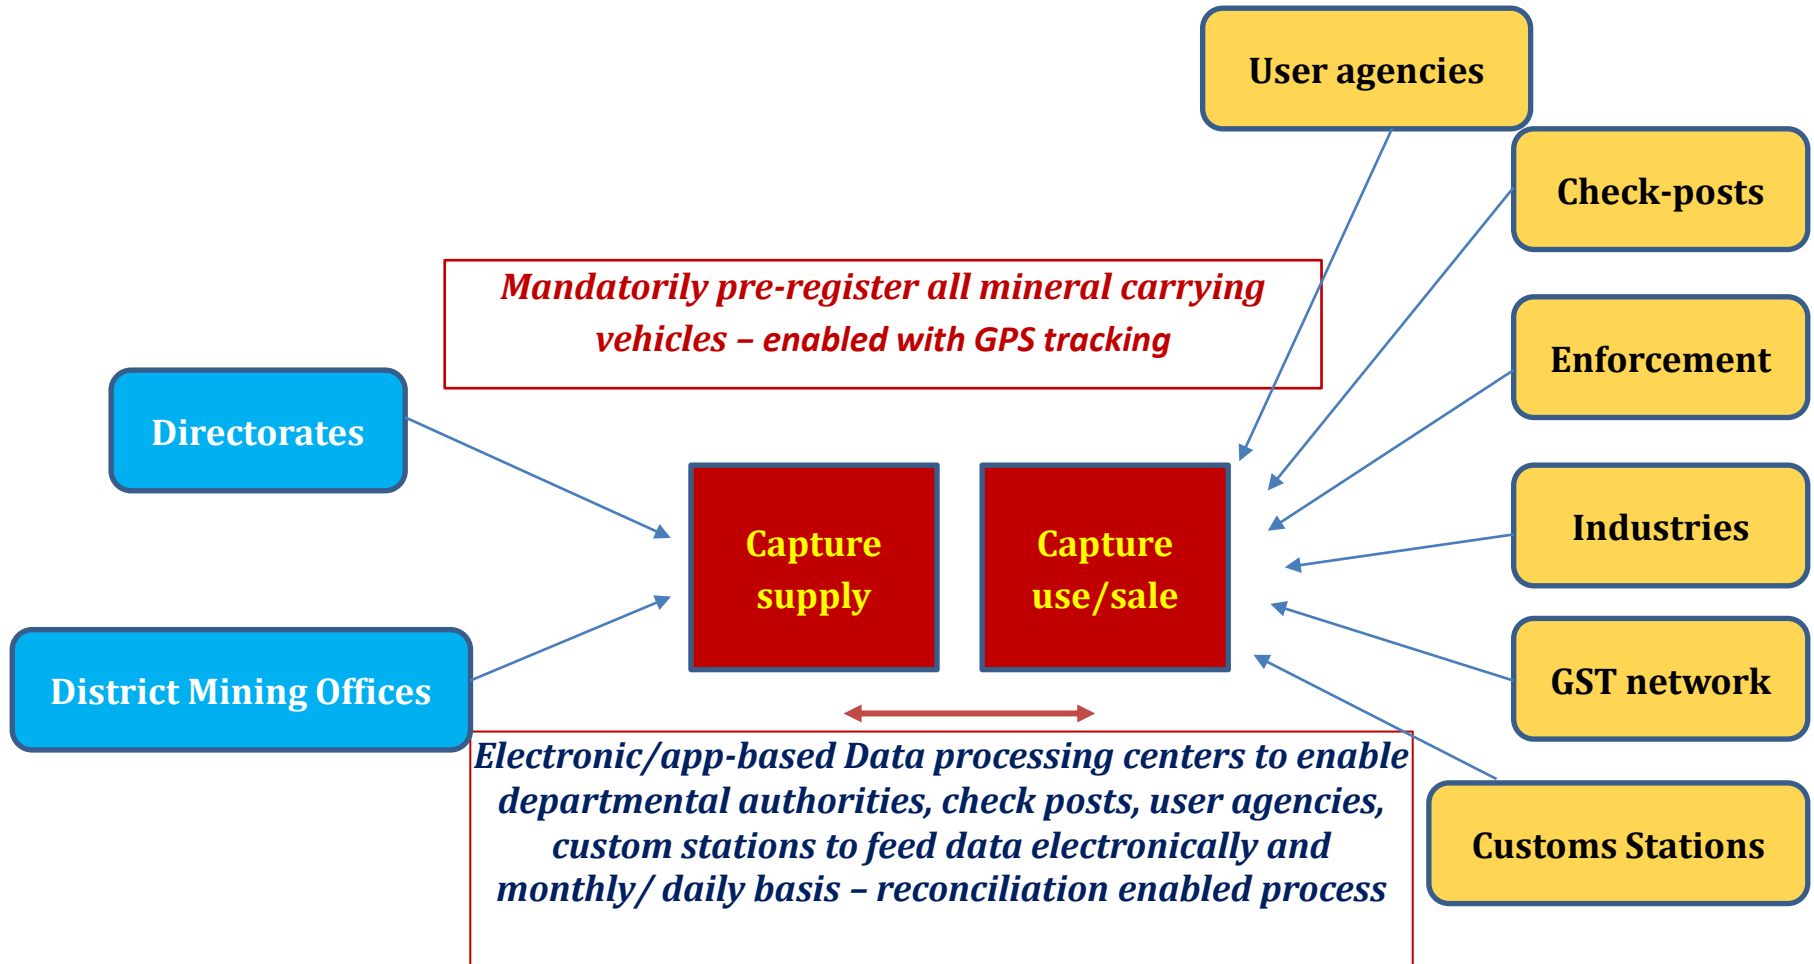 User agencies
Check-posts
Mandatorily pre-register all mineral carrying
vehicles – enabled with GPS tracking
Enforcement
Directorates
Capture
supply
Capture
use/sale
Industries
District Mining Offices
GST network
Electronic/app-based Data processing centers to enable
departmental authorities, check posts, user agencies,
custom stations to feed data electronically and
monthly/ daily basis – reconciliation enabled process
Customs Stations